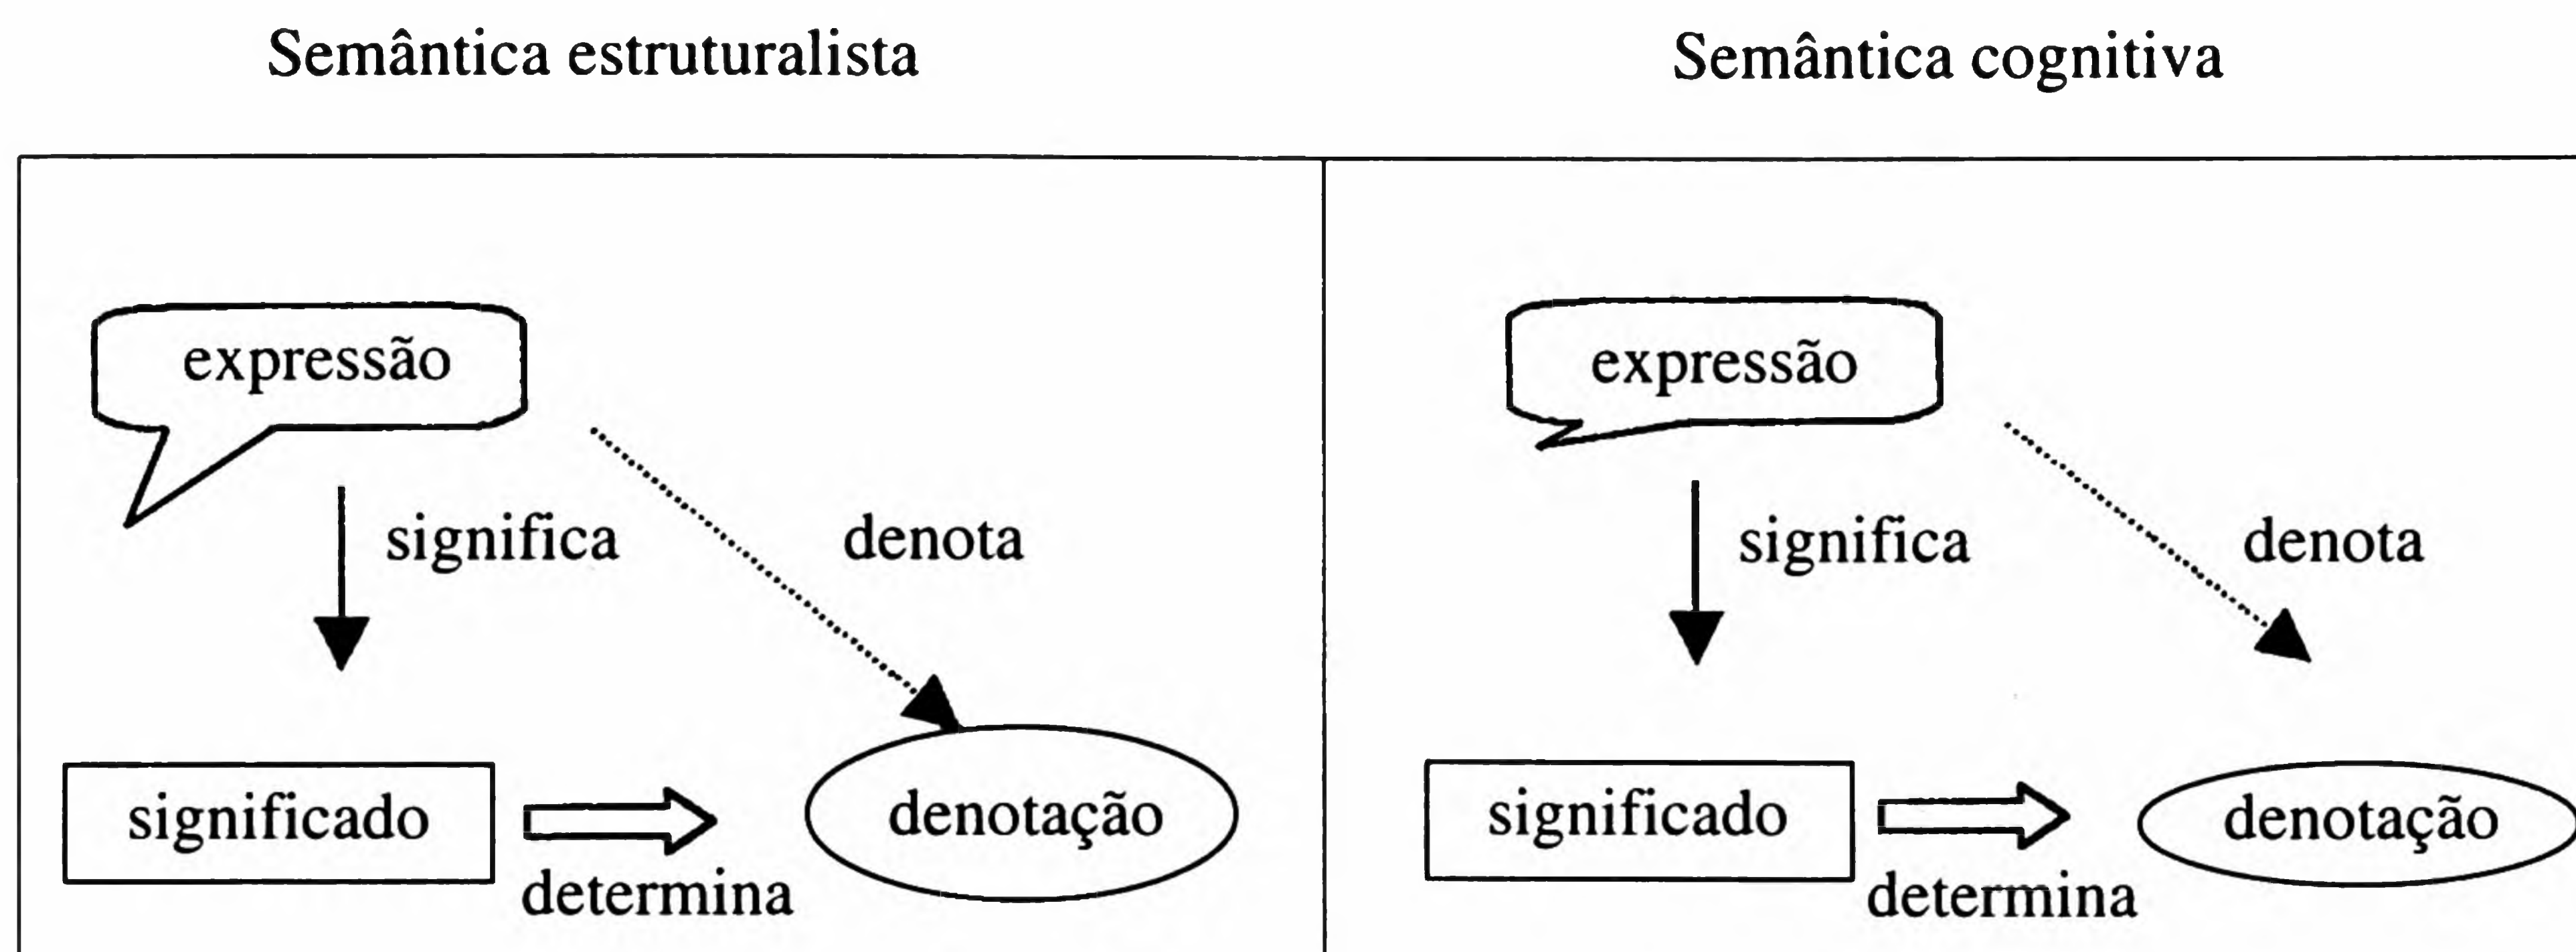 Semântica estruturalista
Semântica cognitiva
expressão
significa
denota
significado
determina
denotação
expressão
significa
denota
significado
determina
denotação